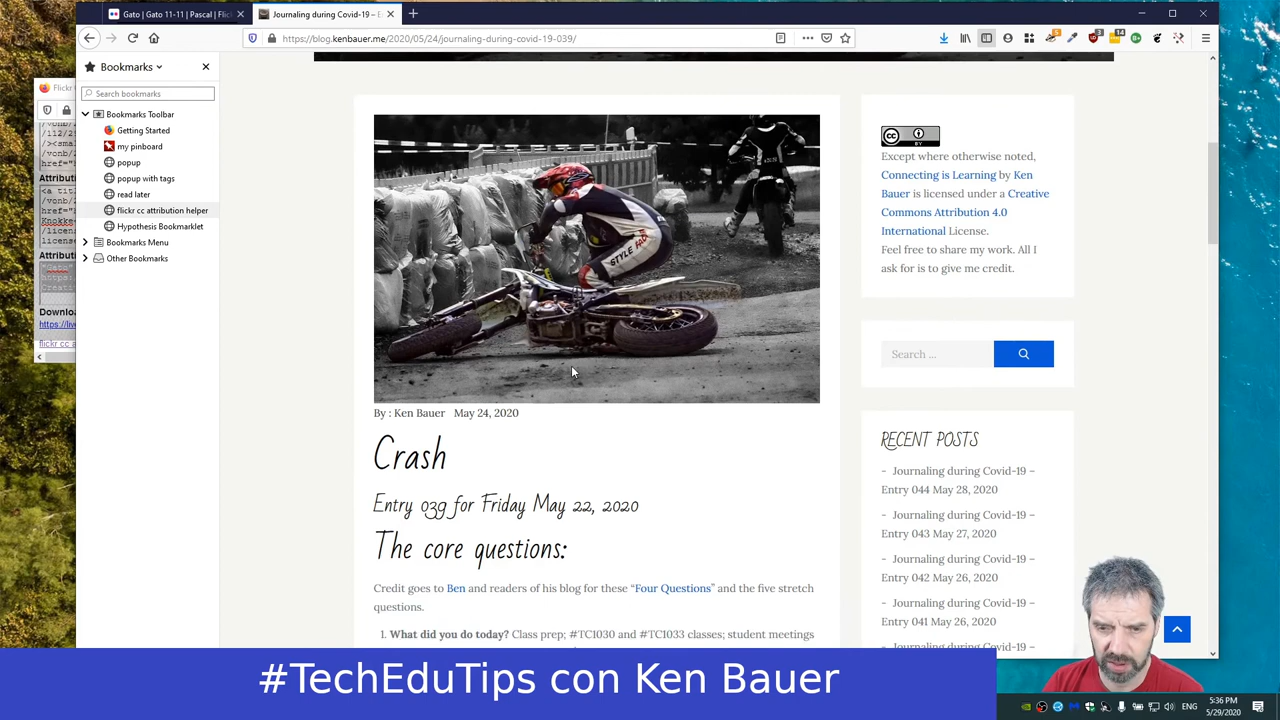 Gato | Gato 11-11 | Pascal | Flickr
Journaling during Covid-19 – E
https://blog.kenbauer.me/2020/05/24/journaling-during-covid-19-039/
Bookmarks
Search bookmarks
Bookmarks Toolbar
Getting Started
my pinboard
popup
popup with tags
read later
flickr cc attribution helper
Hypothesis Bookmarklet
Bookmarks Menu
Other Bookmarks
STYLE
By : Ken Bauer May 24, 2020
Crash
Entry 039 for Friday May 22, 2020
The core questions:
Credit goes to Ben and readers of his blog for these “Four Questions” and the five stretch
questions.
1. What did you do today? Class prep; #TC1030 and #TC1033 classes; student meetings
cc BY
Except where otherwise noted,
Connecting is Learning by Ken
Bauer is licensed under a Creative
Commons Attribution 4.0
International License.
Feel free to share my work. All I
ask for is to give me credit.
Search ...
RECENT POSTS
- Journaling during Covid-19 –
Entry 044 May 28, 2020
- Journaling during Covid-19 –
Entry 043 May 27, 2020
- Journaling during Covid-19 –
Entry 042 May 26, 2020
- Journaling during Covid-19 –
Entry 041 May 26, 2020
- Journaling during Covid-19 –
#TechEduTips con Ken Bauer
5:36 PM
5/29/2020